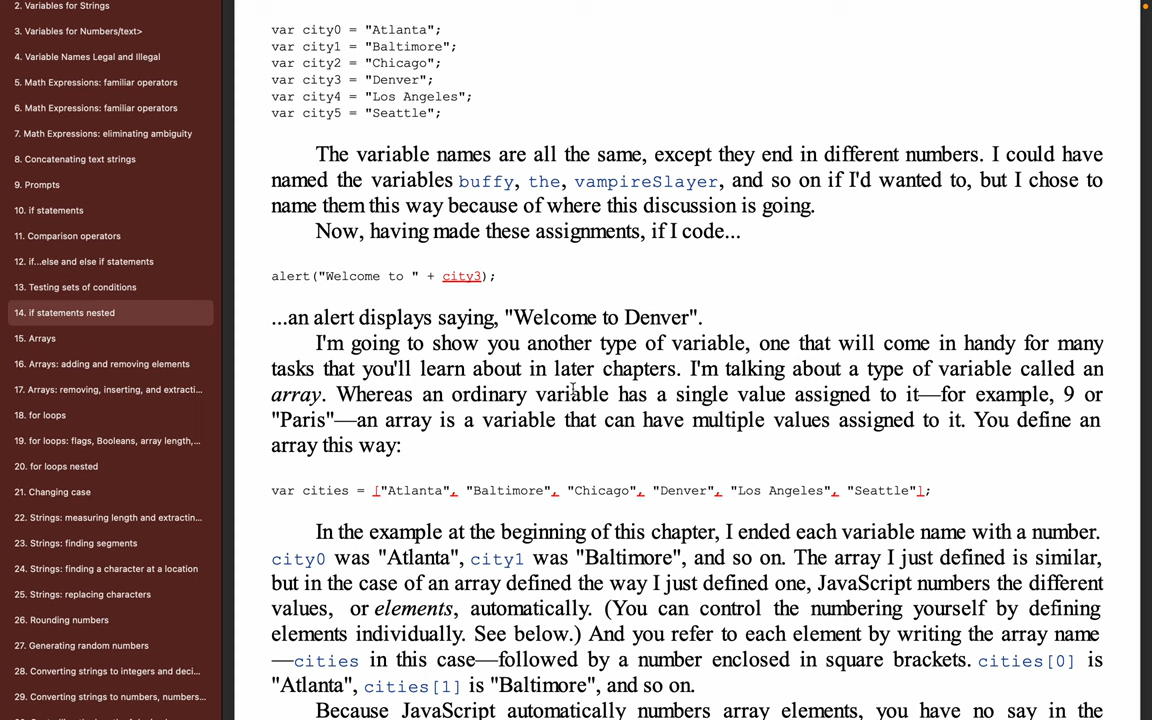 2. Variables for Strings
3. Variables for Numbers/text>
4. Variable Names Legal and Illegal
5. Math Expressions: familiar operators
6. Math Expressions: familiar operators
7. Math Expressions: eliminating ambiguity
8. Concatenating text strings
9. Prompts
10. if statements
11. Comparison operators
12. if...else and else if statements
13. Testing sets of conditions
14. if statements nested
15. Arrays
16. Arrays: adding and removing elements
17. Arrays: removing, inserting, and extracti...
18. for loops
19. for loops: flags, Booleans, array length,...
20. for loops nested
21. Changing case
22. Strings: measuring length and extractin...
23. Strings: finding segments
24. Strings: finding a character at a location
25. Strings: replacing characters
26. Rounding numbers
27. Generating random numbers
28. Converting strings to integers and deci...
29. Converting strings to numbers, numbers...
var city0 = "Atlanta";
var city1 = "Baltimore";
var city2 = "Chicago";
var city3 = "Denver";
var city4 = "Los Angeles";
var city5 = "Seattle";
The variable names are all the same, except they end in different numbers. I could have
named the variables buffy, the, vampireSlayer, and so on if I'd wanted to, but I chose to
name them this way because of where this discussion is going.
Now, having made these assignments, if I code...
alert("Welcome to " + city3);
...an alert displays saying, "Welcome to Denver".
I'm going to show you another type of variable, one that will come in handy for many
tasks that you'll learn about in later chapters. I'm talking about a type of variable called an
array. Whereas an ordinary variable has a single value assigned to it—for example, 9 or
"Paris"—an array is a variable that can have multiple values assigned to it. You define an
array this way:
var cities = ["Atlanta", "Baltimore", "Chicago", "Denver", "Los Angeles", "Seattle"];
In the example at the beginning of this chapter, I ended each variable name with a number.
city0 was "Atlanta", city1 was "Baltimore", and so on. The array I just defined is similar,
but in the case of an array defined the way I just defined one, JavaScript numbers the different
values, or elements, automatically. (You can control the numbering yourself by defining
elements individually. See below.) And you refer to each element by writing the array name
—cities in this case—followed by a number enclosed in square brackets. cities[0] is
"Atlanta", cities[1] is "Baltimore", and so on.
Because JavaScript automatically numbers array elements, you have no say in the